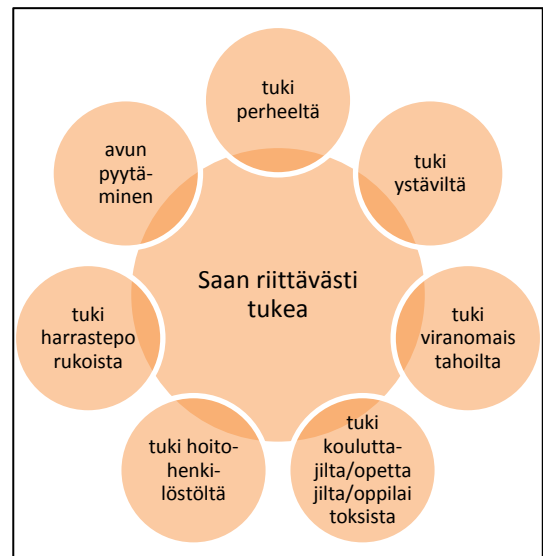 tuki
perheeltä
tuki
ystäviltä
tuki
viranomais
tahoilta
tuki
koulutta-
jilta/opetta
jilta/oppilai
toksista
tuki hoito-
henki-
löstöltä
tuki
harrastepo
rukoista
avun
pyytä-
minen
Saan riittävästi
tukea